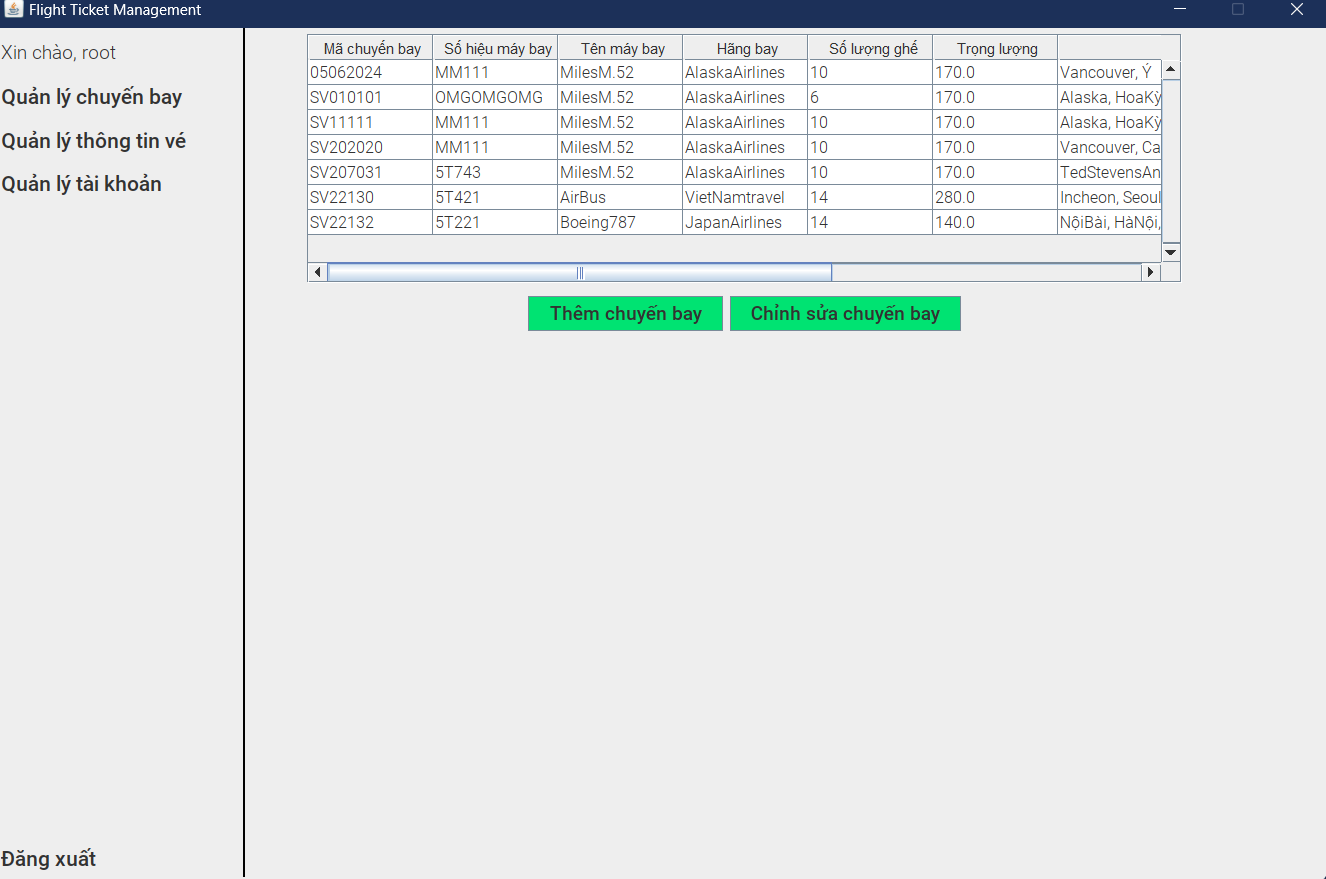 Flight Ticket Management
Xin chào, root
Quản lý chuyến bay
Quản lý thông tin vé
Quản lý tài khoản
Đăng xuất
Mã chuyến bay Số hiệu máy bay Tên máy bay Hãng bay Số lượng ghế Trọng lượng
05062024 MM111 MilesM.52 AlaskaAirlines 10 170.0 Vancouver, Ý
SV010101 OMGOMGOMG MilesM.52 AlaskaAirlines 6 170.0 Alaska, HoaKỳ
SV11111 MM111 MilesM.52 AlaskaAirlines 10 170.0 Alaska, HoaKỳ
SV202020 MM111 MilesM.52 AlaskaAirlines 10 170.0 Vancouver, Ca
SV207031 5T743 MilesM.52 AlaskaAirlines 10 170.0 TedStevensAn
SV22130 5T421 AirBus VietNamtravel 14 280.0 Incheon, Seoul
SV22132 5T221 Boeing787 JapanAirlines 14 140.0 NộiBài, HàNội,
Thêm chuyến bay Chỉnh sửa chuyến bay